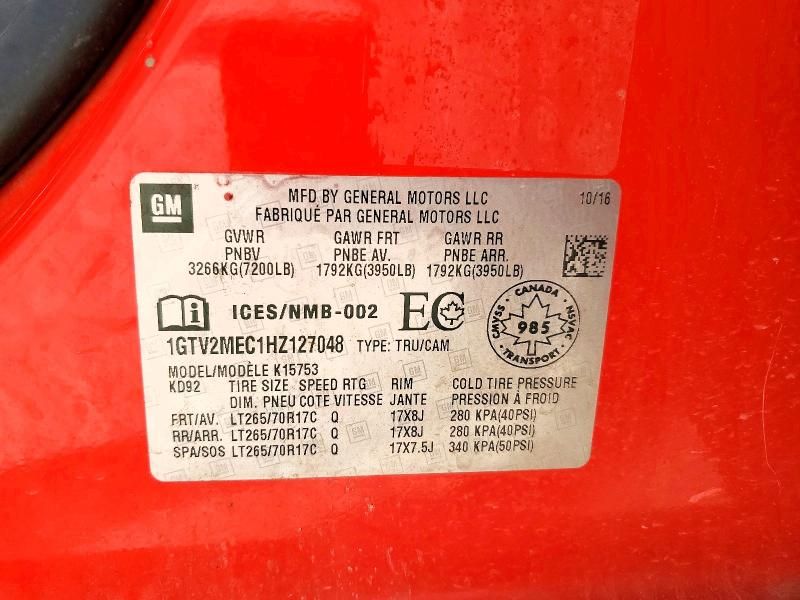 GM
MFD BY GENERAL MOTORS LLC
10/16
FABRIQUÉ PAR GENERAL MOTORS LLC
GVWR GAWR FRT GAWR RR
PNBV PNBE AV. PNBE ARR.
3266KG(7200LB) 1792KG(3950LB) 1792KG(3950LB)
i ICES/NMB-002 EC
CANADA
CMVSS 985 NSVAC
TRANSPORT
1GTV2MEC1HZ127048 TYPE: TRU/CAM
MODEL/MODÈLE K15753
KD92 TIRE SIZE SPEED RTG RIM COLD TIRE PRESSURE
DIM. PNEU COTE VITESSE JANTE PRESSION À FROID
FRT/AV. LT265/70R17C Q 17X8J 280 KPA(40PSI)
RR/ARR. LT265/70R17C Q 17X8J 280 KPA(40PSI)
SPA/SOS LT265/70R17C Q 17X7.5J 340 KPA(50PSI)